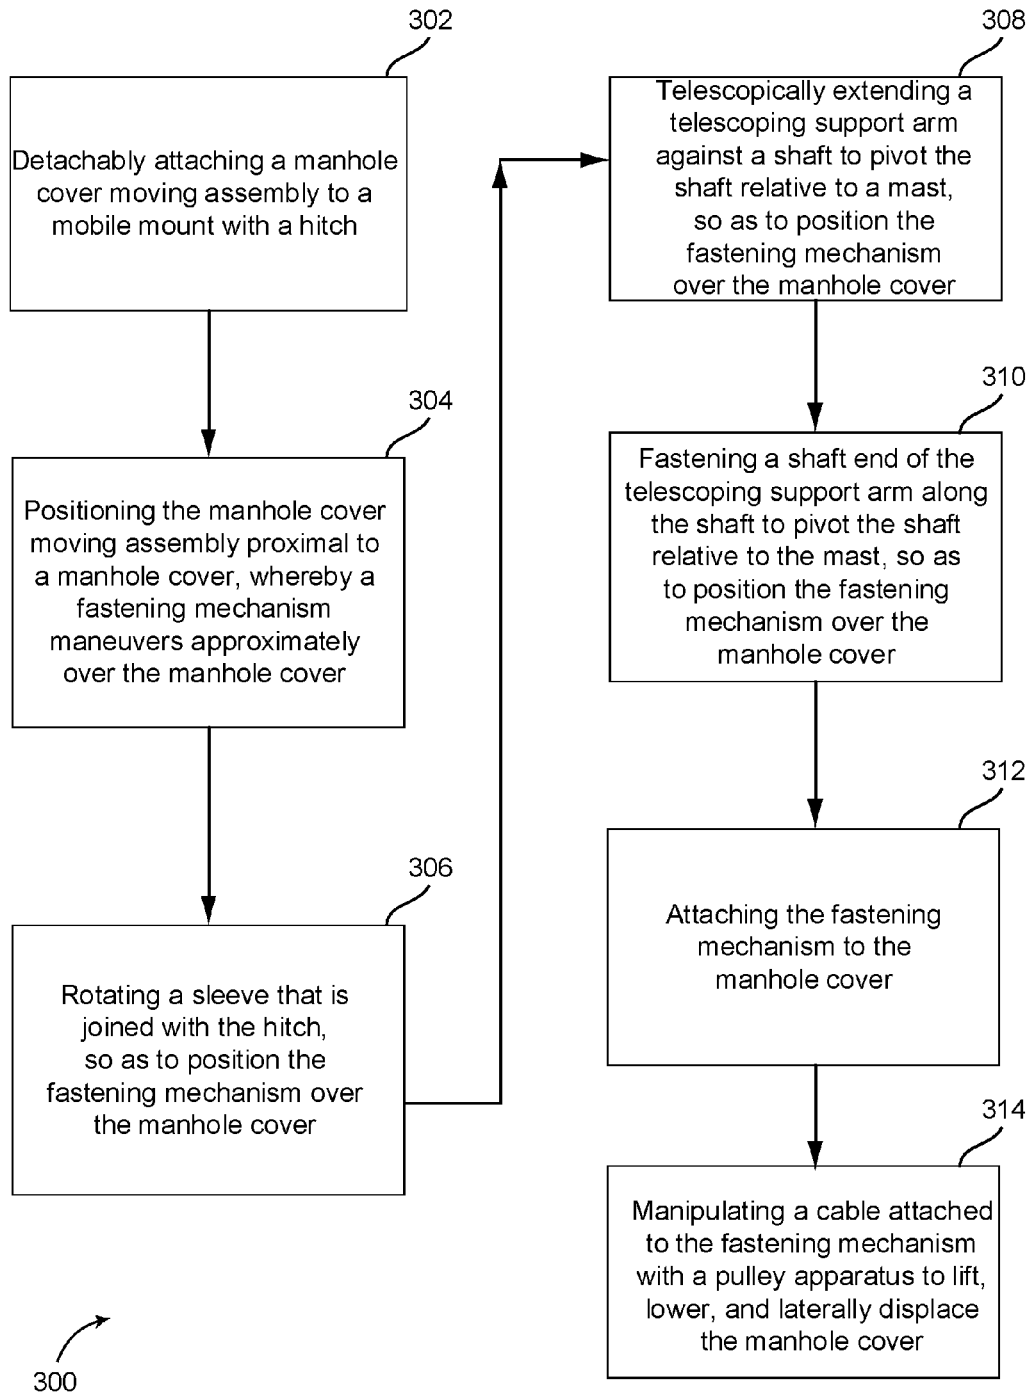 302
Detachably attaching a manhole
cover moving assembly to a
mobile mount with a hitch
304
Positioning the manhole cover
moving assembly proximal to
a manhole cover, whereby a
fastening mechanism
maneuvers approximately
over the manhole cover
306
Rotating a sleeve that is
joined with the hitch,
so as to position the
fastening mechanism over
the manhole cover
308
Telescopically extending a
telescoping support arm
against a shaft to pivot the
shaft relative to a mast,
so as to position the
fastening mechanism
over the manhole cover
310
Fastening a shaft end of the
telescoping support arm along
the shaft to pivot the shaft
relative to the mast, so as
to position the fastening
mechanism over the
manhole cover
312
Attaching the fastening
mechanism to the
manhole cover
314
Manipulating a cable attached
to the fastening mechanism
with a pulley apparatus to lift,
lower, and laterally displace
the manhole cover
300